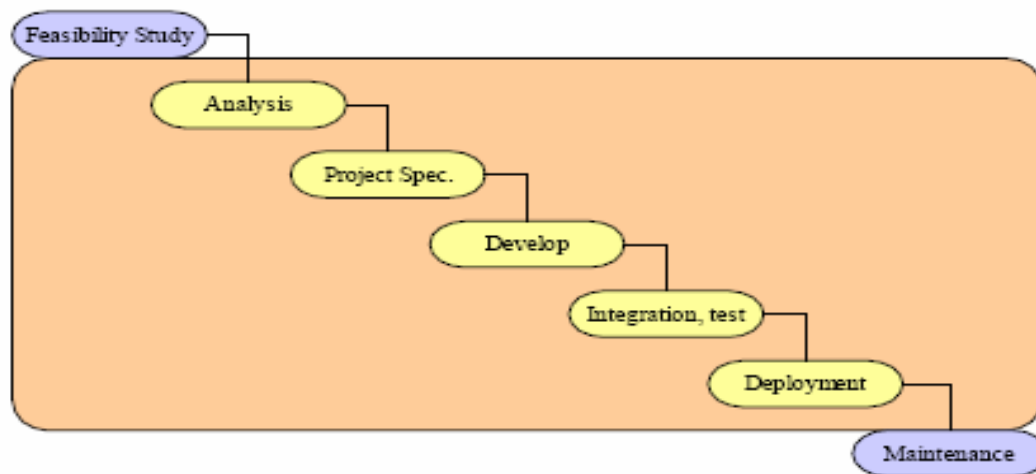 Feasibility Study
Analysis
Project Spec.
Develop
Integration, test
Deployment
Maintenance